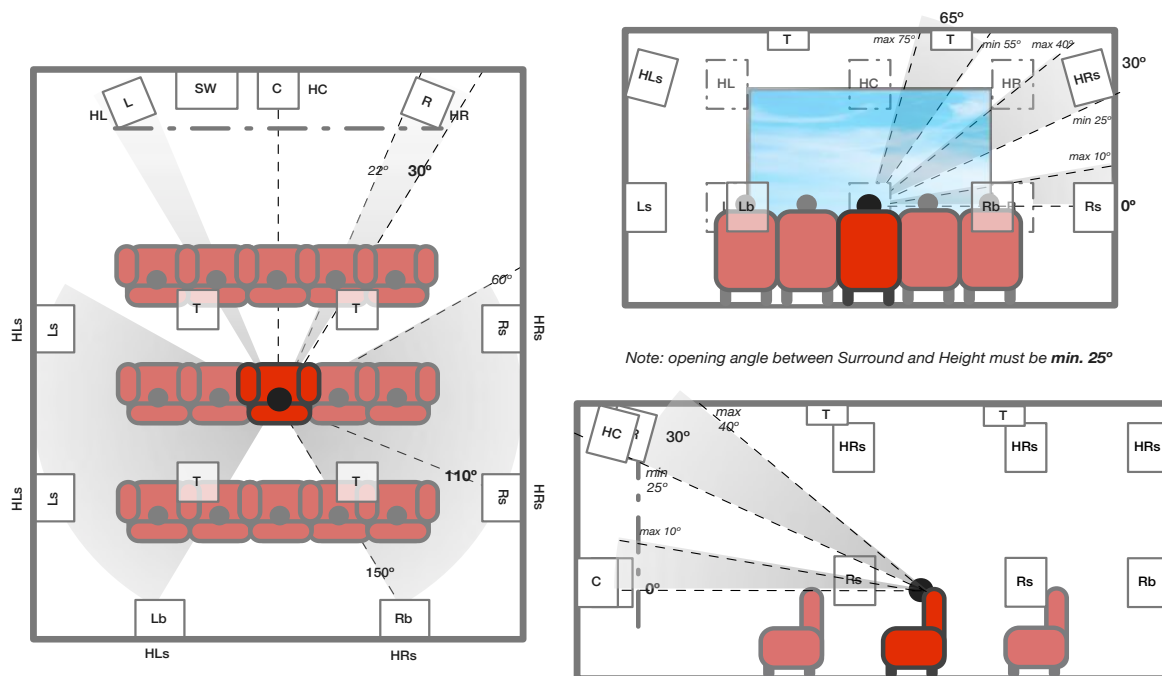 L
SW
C
HC
R
HL
HR
22º
30º
60º
HLs
Ls
T
T
Rs
HRs
HLs
Ls
T
T
110º
Rs
HRs
150º
Lb
Rb
HLs
HRs
65º
T
max 75º
T
min 55º
max 40º
30º
HLs
HL
HC
HR
HRs
min 25º
max 10º
Ls
Lb
Rb
Rs
0º
Note: opening angle between Surround and Height must be min. 25º
HC
30º
max
40º
T
T
HRs
HRs
HRs
min
25º
max 10º
C
0º
Rs
Rs
Rb